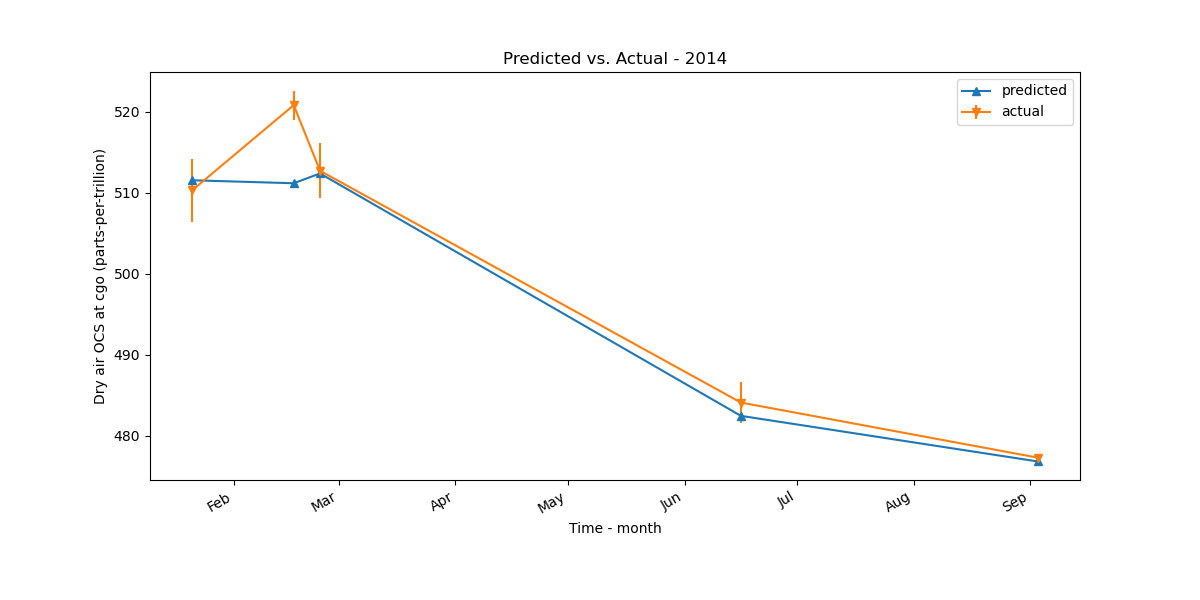 Predicted vs. Actual - 2014
predicted
actual
520
510
500
490
480
Dry air OCS at cgo (parts-per-trillion)
Feb
Mar
Apr
May
Jun
Jul
Aug
Sep
Time - month